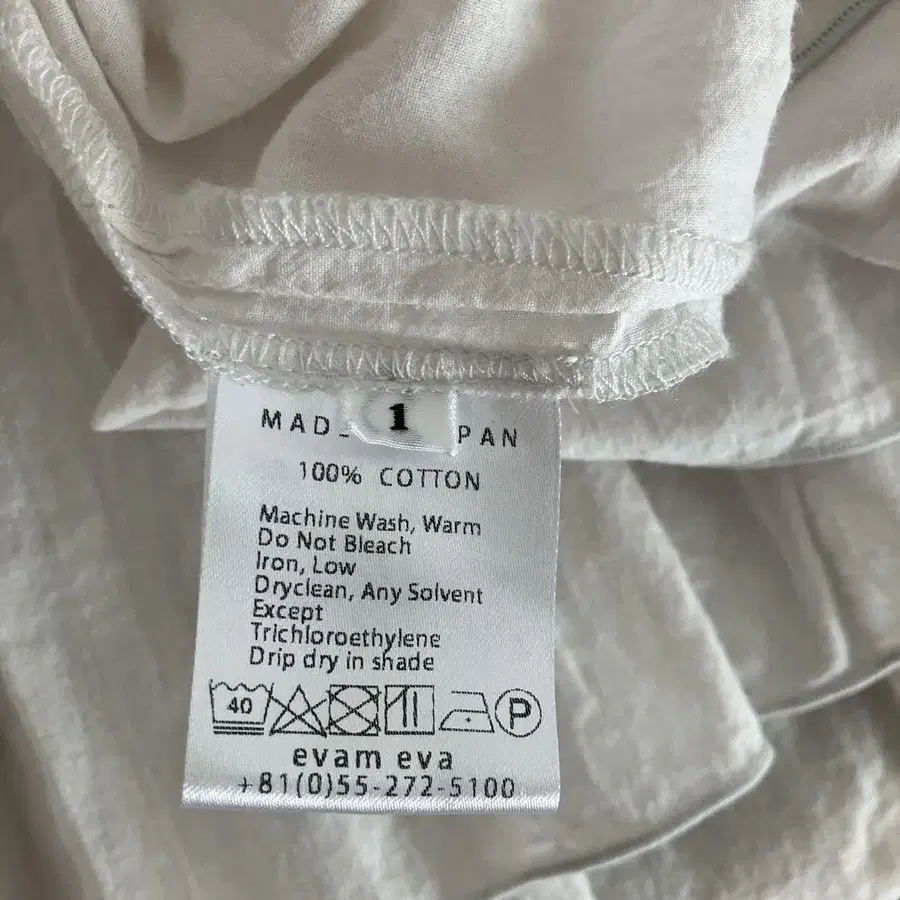 MAD PAN
1
100% COTTON
Machine Wash, Warm
Do Not Bleach
Iron, Low
Dryclean, Any Solvent
Except
Trichloroethylene
Drip dry in shade
40
P
evam eva
+81(0)55-272-5100